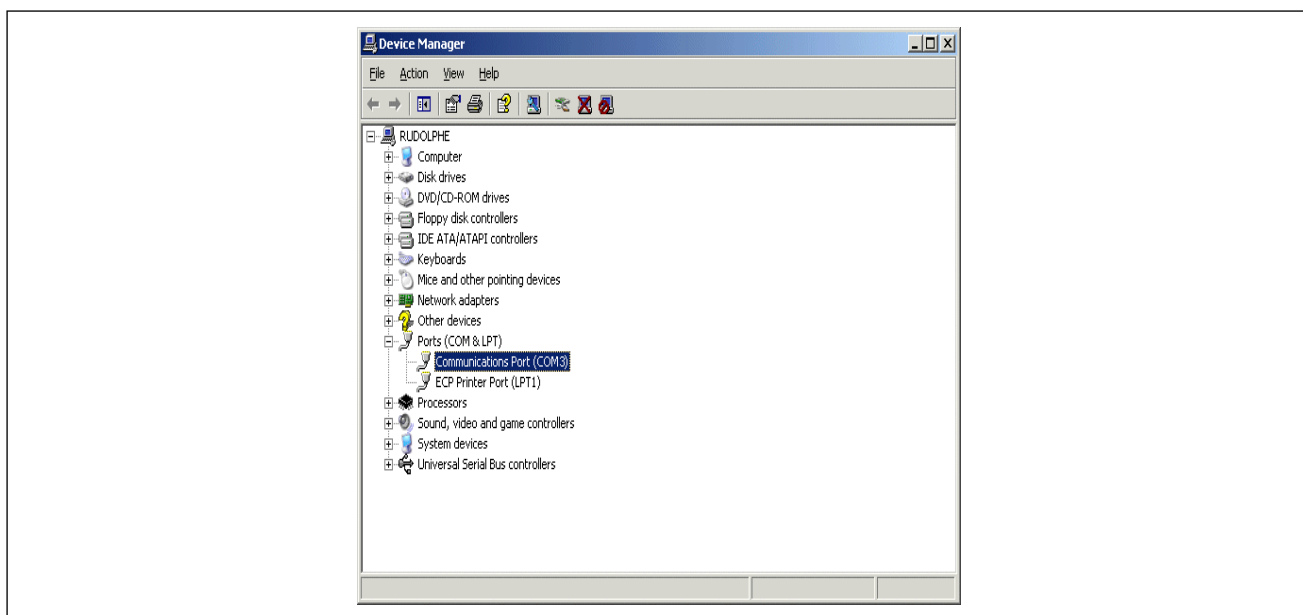 Device Manager
File Action View Help
RUDOLPHE
Computer
Disk drives
DVD/CD-ROM drives
Floppy disk controllers
IDE ATA/ATAPI controllers
Keyboards
Mice and other pointing devices
Network adapters
Other devices
Ports (COM & LPT)
Communications Port (COM3)
ECP Printer Port (LPT1)
Processors
Sound, video and game controllers
System devices
Universal Serial Bus controllers